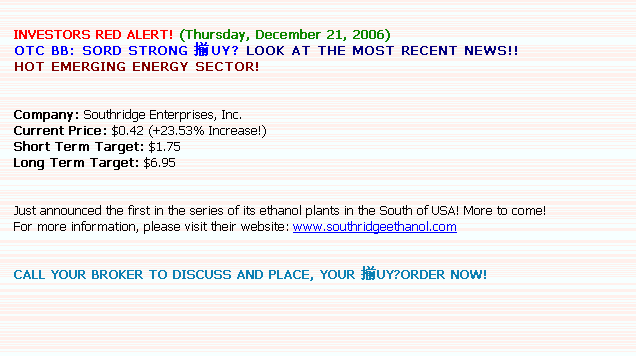 INVESTORS RED ALERT! (Thursday, December 21, 2006)
OTC BB: SORD STRONG 揃UY? LOOK AT THE MOST RECENT NEWS!!
HOT EMERGING ENERGY SECTOR!
Company: Southridge Enterprises, Inc.
Current Price: $0.42 (+23.53% Increase!)
Short Term Target: $1.75
Long Term Target: $6.95
Just announced the first in the series of its ethanol plants in the South of USA! More to come!
For more information, please visit their website: www.southridgeethanol.com
CALL YOUR BROKER TO DISCUSS AND PLACE, YOUR 揃UY?ORDER NOW!